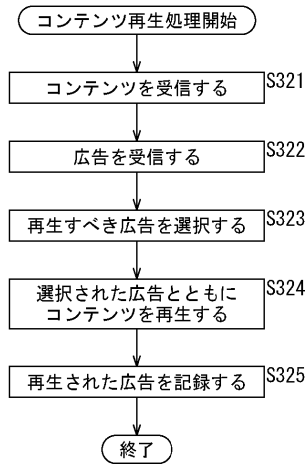 コンテンツ再生処理開始
コンテンツを受信する S321
広告を受信する S322
再生すべき広告を選択する S323
選択された広告とともに S324
コンテンツを再生する
再生された広告を記録する S325
終了